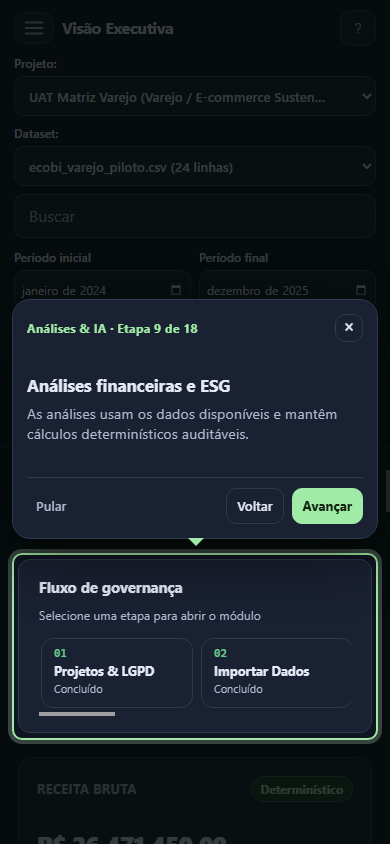 Visão Executiva
?
Projeto:
UAT Matriz Varejo (Varejo / E-commerce Susten...
Dataset:
ecobi_varejo_piloto.csv (24 linhas)
Buscar
Período inicial Período final
janeiro de 2024 dezembro de 2025
Análises & IA · Etapa 9 de 18
×
Análises financeiras e ESG
As análises usam os dados disponíveis e mantêm
cálculos determinísticos auditáveis.
Pular Voltar Avançar
Fluxo de governança
Selecione uma etapa para abrir o módulo
01 02
Projetos & LGPD Importar Dados
Concluído Concluído
RECEITA BRUTA Determinístico